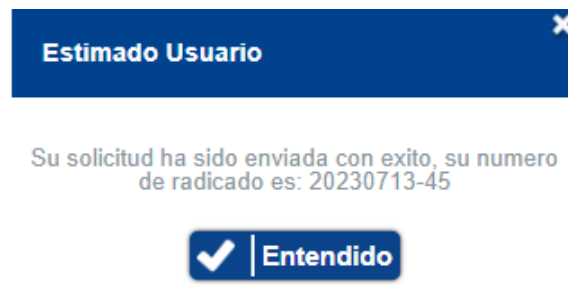 Estimado Usuario
Su solicitud ha sido enviada con exito, su numero
de radicado es: 20230713-45
Entendido